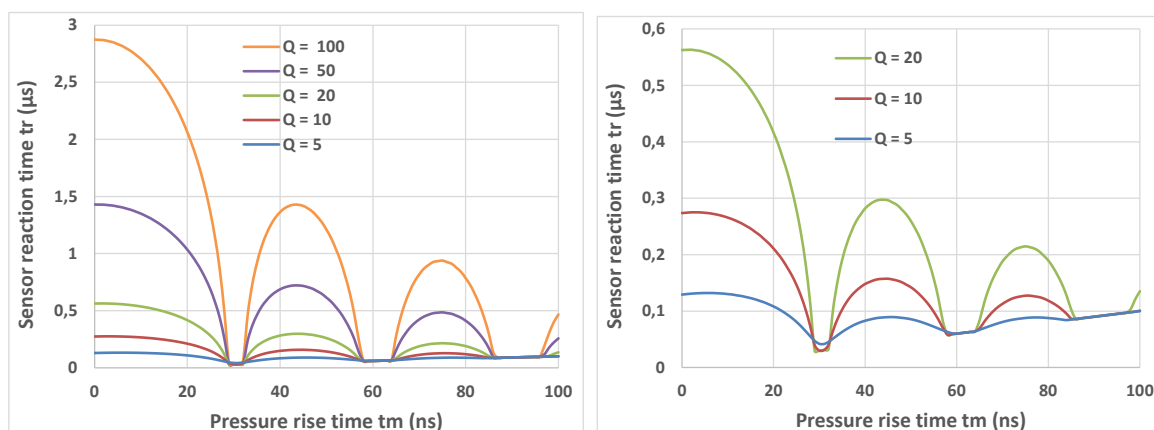 Sensor reaction time tr (µs)
3
2,5
2
1,5
1
0,5
0
Q = 100
Q = 50
Q = 20
Q = 10
Q = 5
0 20 40 60 80 100
Pressure rise time tm (ns)
Sensor reaction time tr (µs)
0,6
0,5
0,4
0,3
0,2
0,1
0
Q = 20
Q = 10
Q = 5
0 20 40 60 80 100
Pressure rise time tm (ns)